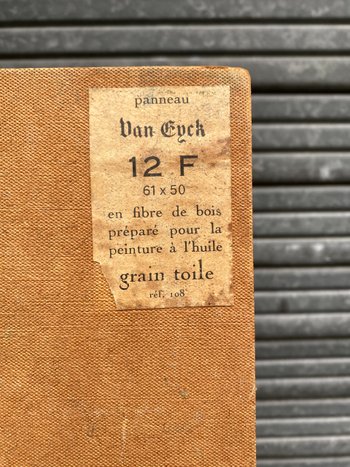 panneau
Van Eyck
12 F
61 x 50
en fibre de bois
préparé pour la
peinture à l'huile
grain toile
réf. 108